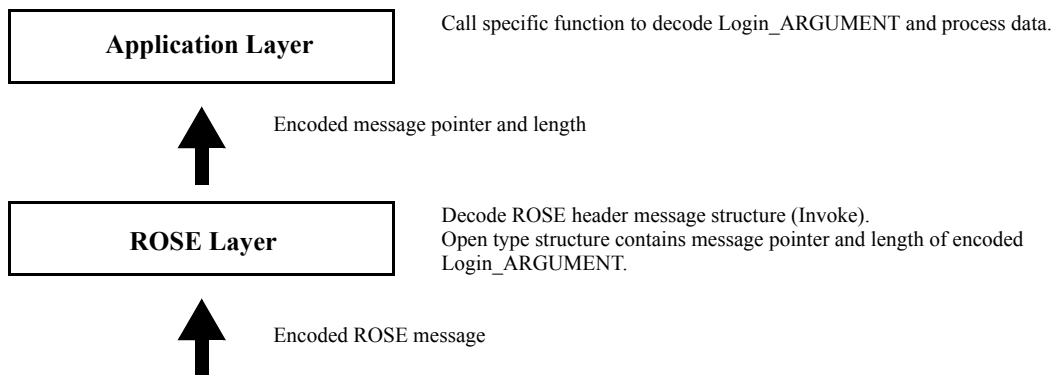 Call specific function to decode Login_ARGUMENT and process data.
Application Layer
Encoded message pointer and length
Decode ROSE header message structure (Invoke).
Open type structure contains message pointer and length of encoded
Login_ARGUMENT.
ROSE Layer
Encoded ROSE message